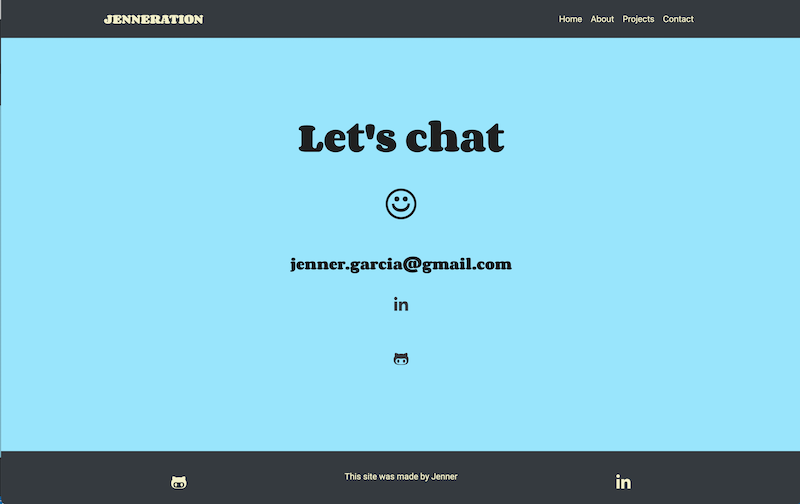 JENNERATION
Home About Projects Contact
Let's chat
jenner.garcia@gmail.com
in
This site was made by Jenner
in